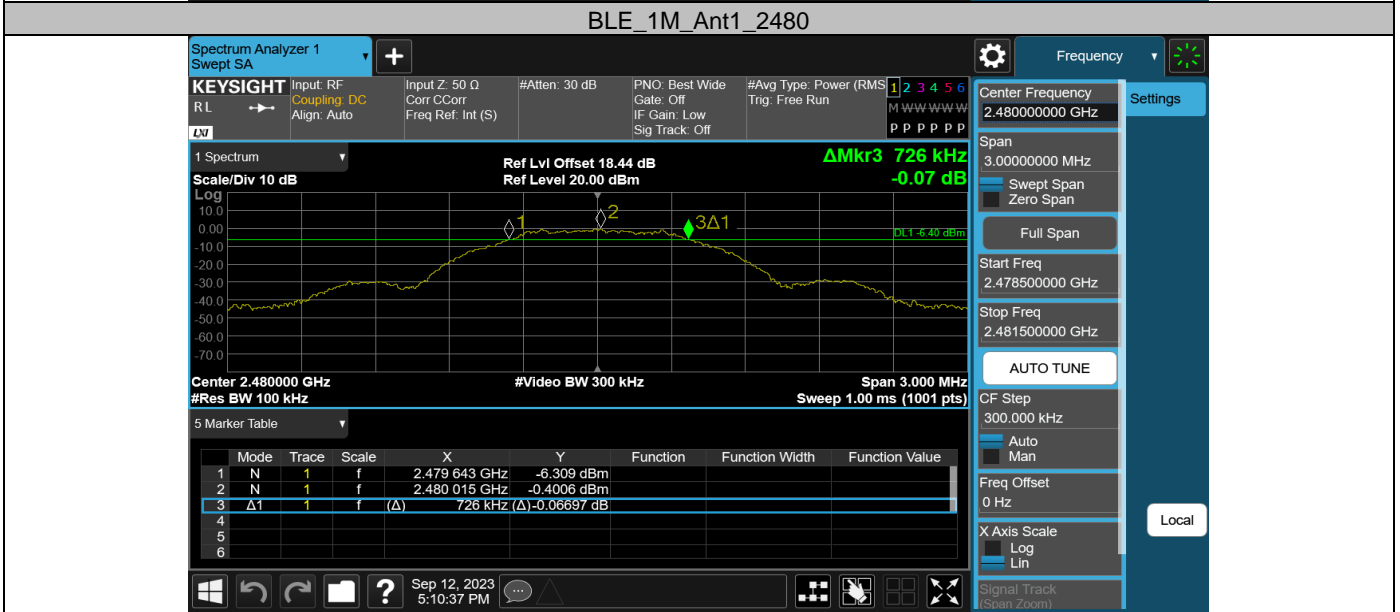 BLE_1M_Ant1_2480
Spectrum Analyzer 1
Swept SA
Frequency
KEYSIGHT
RL
LXI
Input: RF
Coupling: DC
Align: Auto
Input Z: 50 Ω
Corr CCorr
Freq Ref: Int (S)
#Atten: 30 dB
PNO: Best Wide
Gate: Off
IF Gain: Low
Sig Track: Off
#Avg Type: Power (RMS
Trig: Free Run
1 2 3 4 5 6
M W W W W W
P P P P P P
Center Frequency
2.480000000 GHz
Settings
Span
3.00000000 MHz
Swept Span
Zero Span
Full Span
Start Freq
2.478500000 GHz
Stop Freq
2.481500000 GHz
AUTO TUNE
CF Step
300.000 kHz
Auto
Man
Freq Offset
0 Hz
X Axis Scale
Log
Lin
Signal Track
(Span Zoom)
Local
1 Spectrum
Scale/Div 10 dB
Ref Lvl Offset 18.44 dB
Ref Level 20.00 dBm
ΔMkr3 726 kHz
-0.07 dB
Log
10.0
0.00
-10.0
-20.0
-30.0
-40.0
-50.0
-60.0
-70.0
1
2
3Δ1
DL1 -6.40 dBm
Center 2.480000 GHz
#Video BW 300 kHz
Span 3.000 MHz
#Res BW 100 kHz
Sweep 1.00 ms (1001 pts)
5 Marker Table
Mode Trace Scale X Y Function Function Width Function Value
1 N 1 f 2.479 643 GHz -6.309 dBm
2 N 1 f 2.480 015 GHz -0.4006 dBm
3 Δ1 1 f (Δ) 726 kHz (Δ) -0.06697 dB
4
5
6
?
Sep 12, 2023
5:10:37 PM